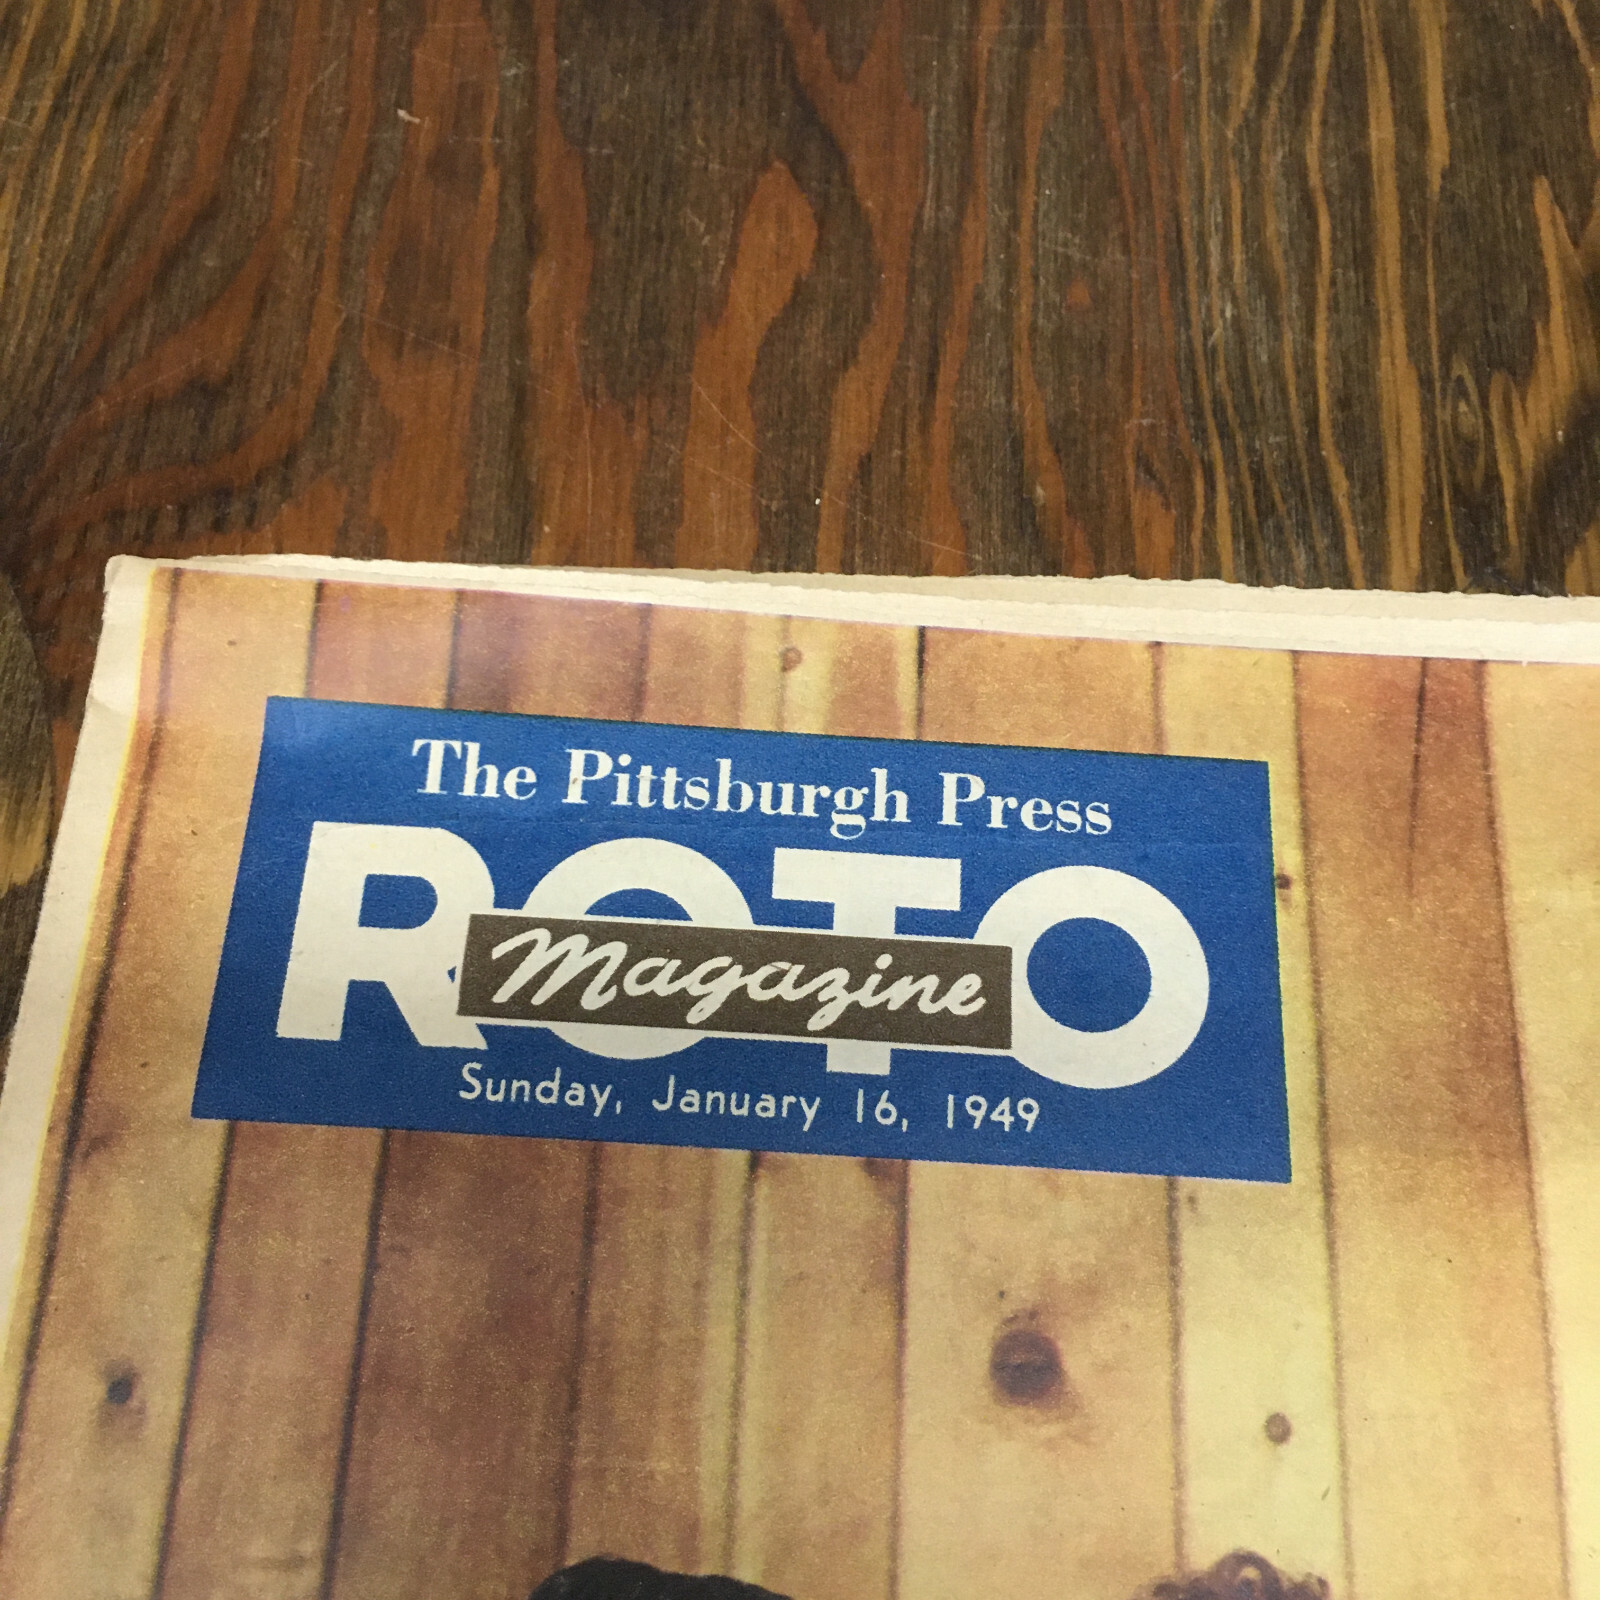 The Pittsburgh Press
ROTO
Magazine
Sunday, January 16, 1949